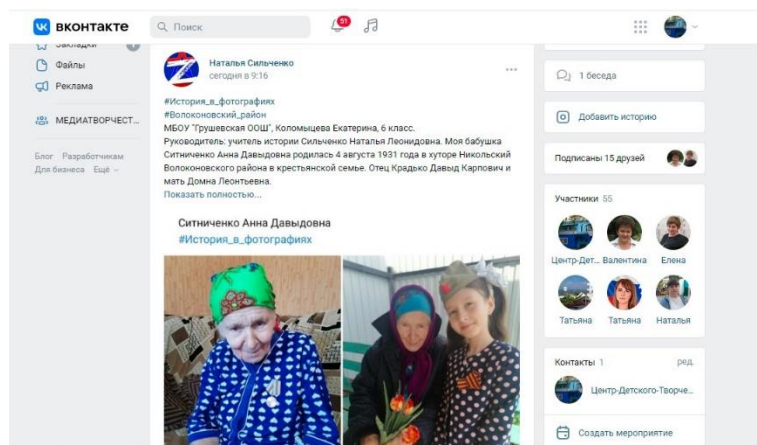 вконтакте
Поиск
51
Закладки
Файлы
Реклама
МЕДИАТВОРЧЕСТ...
Блог Разработчикам
Для бизнеса Ещё
Наталья Сильченко
сегодня в 9:16
#История_в_фотографиях
#Волоконовский_район
МБОУ "Грушевская ООШ", Коломыцева Екатерина, 6 класс.
Руководитель: учитель истории Сильченко Наталья Леонидовна. Моя бабушка
Ситниченко Анна Давыдовна родилась 4 августа 1931 года в хуторе Никольский
Волоконовского района в крестьянской семье. Отец Крадько Давыд Карпович и
мать Домна Леонтьевна.
Показать полностью...
Ситниченко Анна Давыдовна
#История_в_фотографиях
1 беседа
Добавить историю
Подписаны 15 друзей
Участники 55
Центр-Дет... Валентина Елена
Татьяна Татьяна Наталья
Контакты 1 ред.
Центр-Детского-Творче...
Создать мероприятие